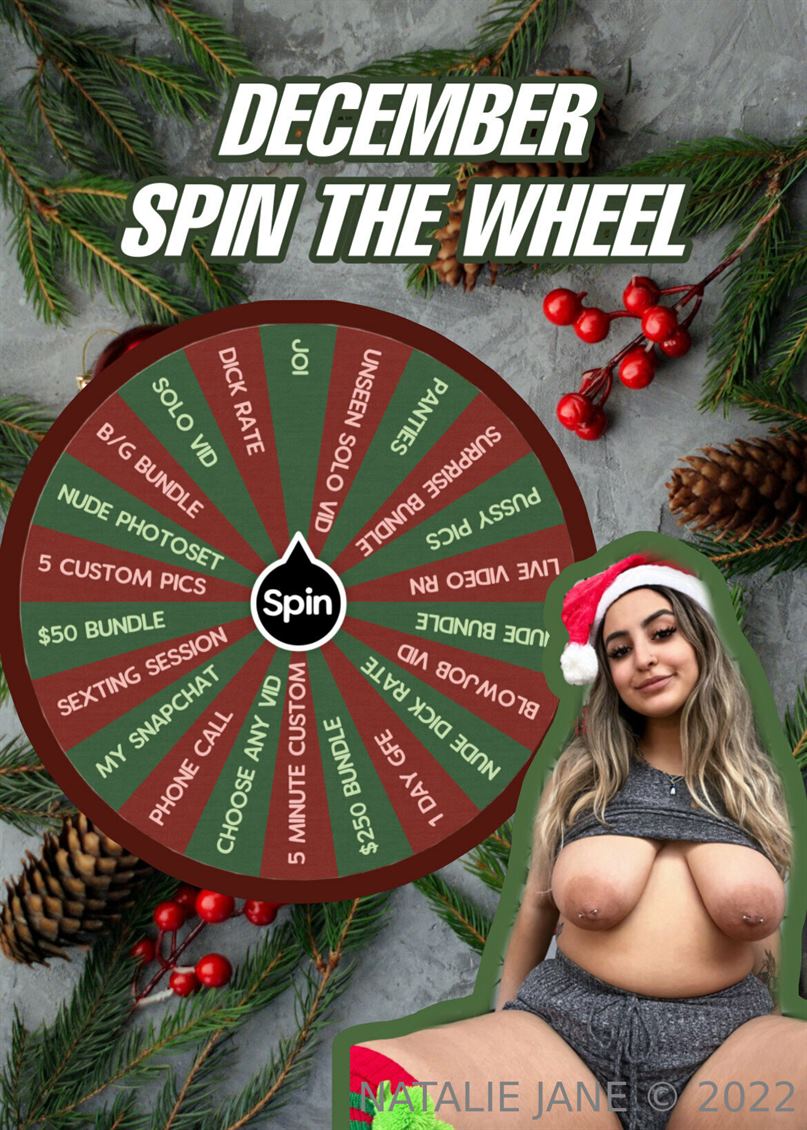 DECEMBER
SPIN THE WHEEL
JOI
UNSEEN SOLO VID
PANTIES
SURPRISE BUNDLE
PUSSY PICS
LIVE VIDEO RN
UDE BUNDLE
BLOWJOB VID
NUDE DICK RATE
1 DAY GFE
$250 BUNDLE
5 MINUTE CUSTOM
CHOOSE ANY VID
PHONE CALL
MY SNAPCHAT
SEXTING SESSION
$50 BUNDLE
5 CUSTOM PICS
NUDE PHOTOSET
B/G BUNDLE
SOLO VID
DICK RATE
Spin
NATALIE JANE © 2022